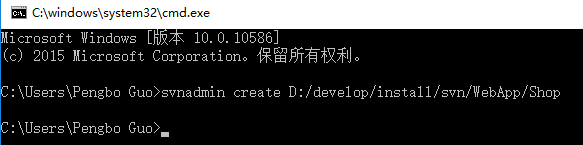 C:\windows\system32\cmd.exe
Microsoft Windows [版本 10.0.10586]
(c) 2015 Microsoft Corporation。保留所有权利。
C:\Users\Pengbo Guo>svnadmin create D:/develop/install/svn/WebApp/Shop
C:\Users\Pengbo Guo>